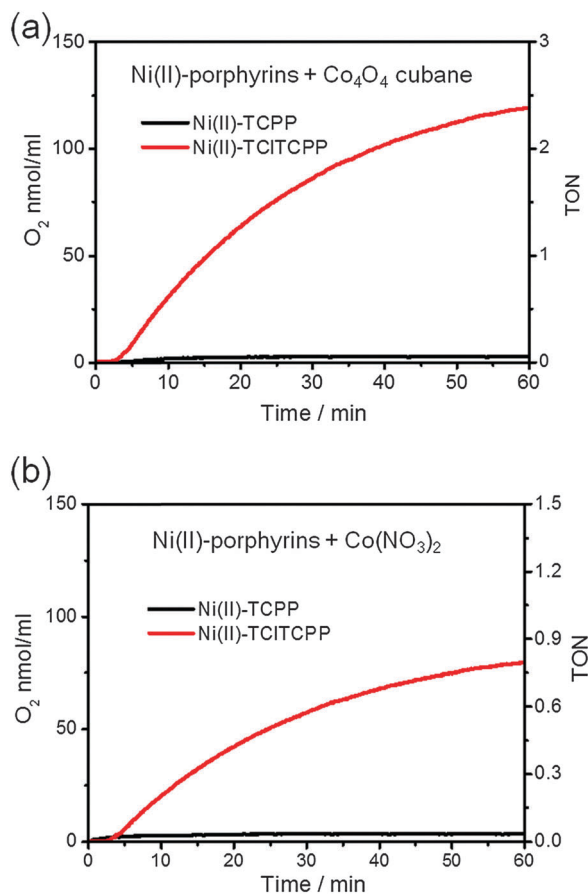 (a)
150
100
50
0
O2 nmol/ml
Ni(II)-porphyrins + Co4O4 cubane
Ni(II)-TCPP
Ni(II)-TClTCPP
3
2
1
0
TON
0 10 20 30 40 50 60
Time / min
(b)
150
100
50
0
O2 nmol/ml
Ni(II)-porphyrins + Co(NO3)2
Ni(II)-TCPP
Ni(II)-TClTCPP
1.5
1.2
0.9
0.6
0.3
0.0
TON
0 10 20 30 40 50 60
Time / min